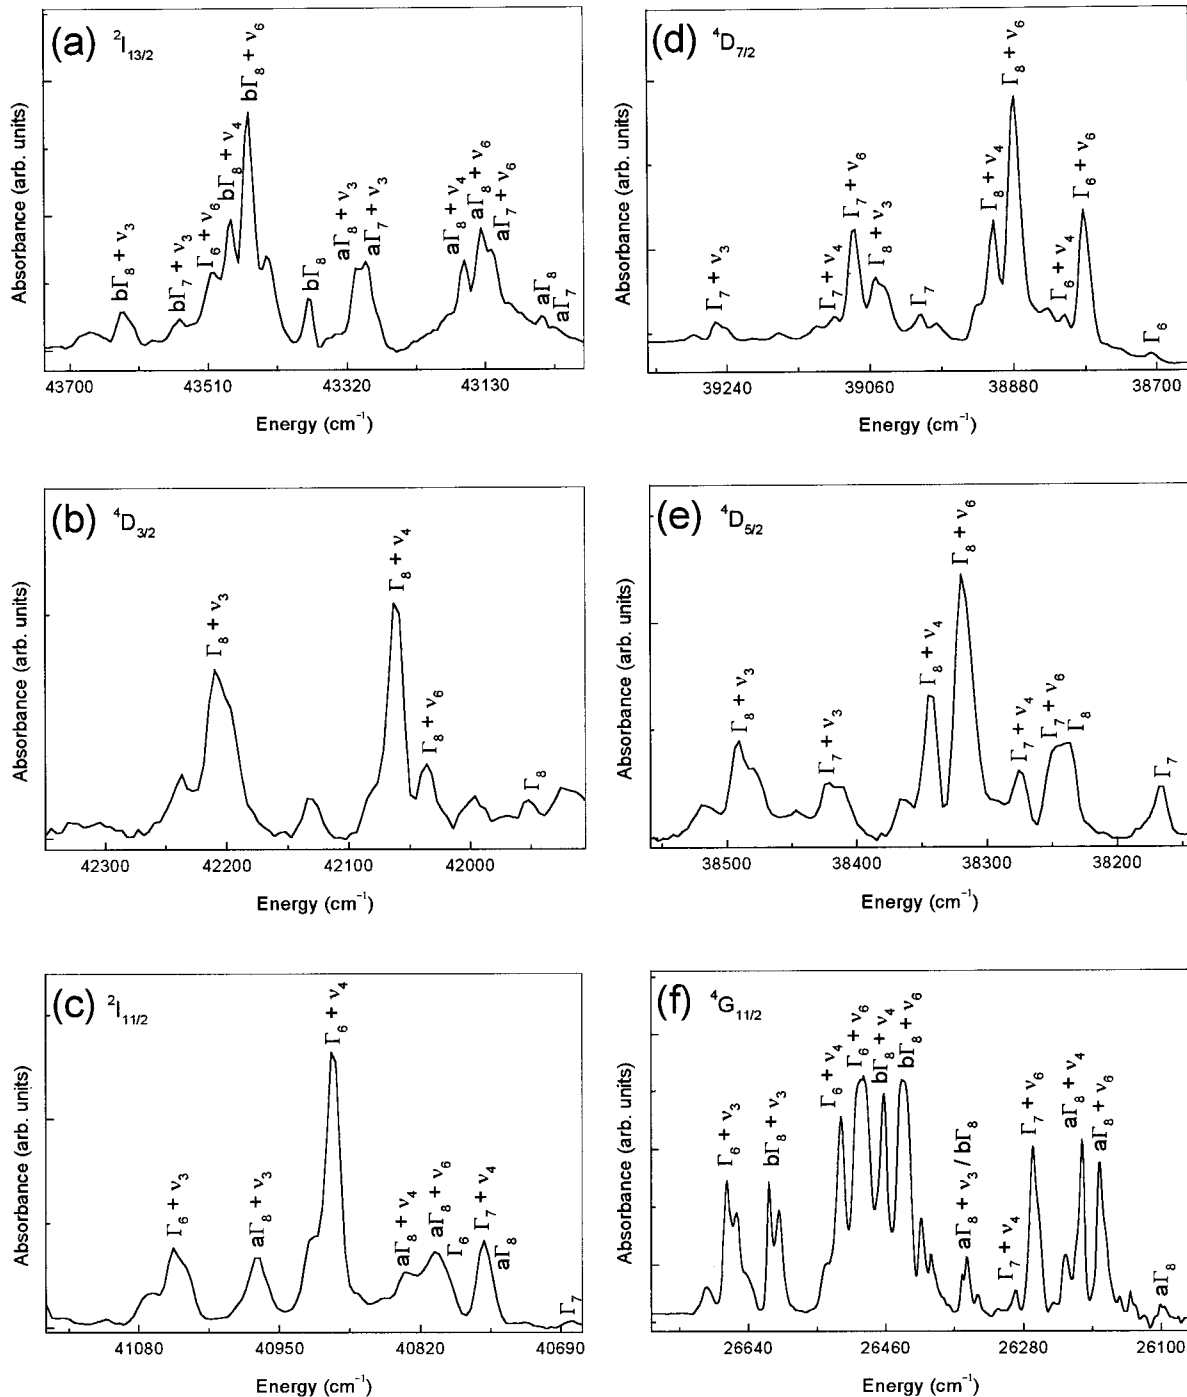 (a) ²I₁₃/₂
Absorbance (arb. units)
bΓ₈ + ν₃
bΓ₇ + ν₃
Γ₆ + ν₆
bΓ₈ + ν₄
bΓ₈ + ν₆
bΓ₈
aΓ₈ + ν₃
aΓ₇ + ν₃
aΓ₈ + ν₄
aΓ₈ + ν₆
aΓ₇ + ν₆
aΓ₈
aΓ₇
43700 43510 43320 43130
Energy (cm⁻¹)
(d) ⁴D₇/₂
Absorbance (arb. units)
Γ₇ + ν₃
Γ₇ + ν₄
Γ₇ + ν₆
Γ₈ + ν₃
Γ₇
Γ₈ + ν₄
Γ₈ + ν₆
Γ₆ + ν₄
Γ₆ + ν₆
Γ₆
39240 39060 38880 38700
Energy (cm⁻¹)
(b) ⁴D₃/₂
Absorbance (arb. units)
Γ₈ + ν₃
Γ₈ + ν₄
Γ₈ + ν₆
Γ₈
42300 42200 42100 42000
Energy (cm⁻¹)
(e) ⁴D₅/₂
Absorbance (arb. units)
Γ₈ + ν₃
Γ₇ + ν₃
Γ₈ + ν₄
Γ₈ + ν₆
Γ₇ + ν₄
Γ₇ + ν₆
Γ₈
Γ₇
38500 38400 38300 38200
Energy (cm⁻¹)
(c) ²I₁₁/₂
Absorbance (arb. units)
Γ₆ + ν₃
aΓ₈ + ν₃
Γ₆ + ν₄
aΓ₈ + ν₄
aΓ₈ + ν₆
Γ₆
Γ₇ + ν₄
aΓ₈
Γ₇
41080 40950 40820 40690
Energy (cm⁻¹)
(f) ⁴G₁₁/₂
Absorbance (arb. units)
Γ₆ + ν₃
bΓ₈ + ν₃
Γ₆ + ν₄
Γ₆ + ν₆
bΓ₈ + ν₄
bΓ₈ + ν₆
aΓ₈ + ν₃ / bΓ₈
Γ₇ + ν₄
Γ₇ + ν₆
aΓ₈ + ν₄
aΓ₈ + ν₆
aΓ₈
26640 26460 26280 26100
Energy (cm⁻¹)